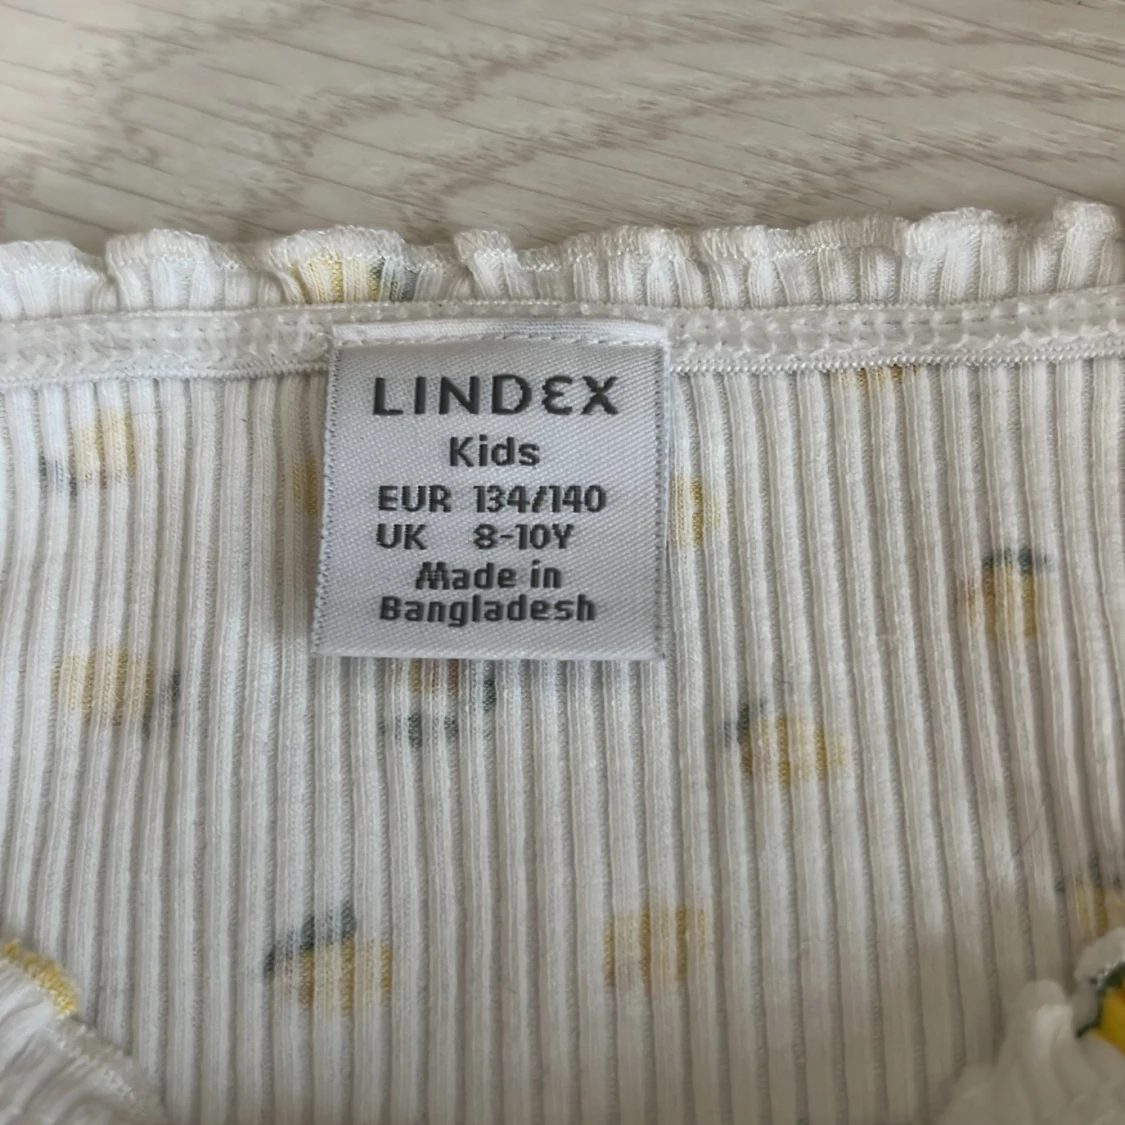 LINDEX
Kids
EUR 134/140
UK 8-10Y
Made in
Bangladesh